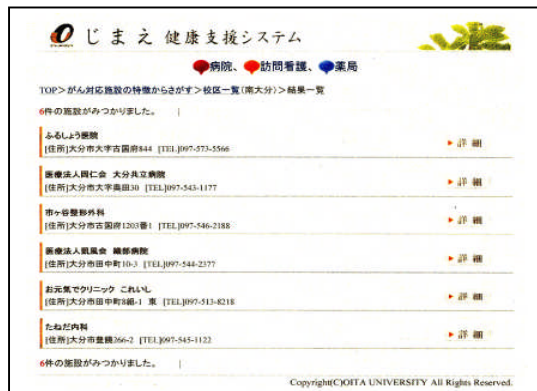 おじまえ 健康支援システム
病院、訪問看護、薬局
TOP>がん対応施設の特徴からさがす>校区一覧(南大分)>結果一覧
6件の施設がみつかりました。 |
ふるしょう医院
[住所]大分市大字古国府844 [TEL]097-573-5566
詳細
医療法人 大分共立病院
[住所]大分市大字奥田30 [TEL]097-543-1177
詳細
市ヶ谷整形外科
[住所]大分市古国府1203番1 [TEL]097-546-2188
詳細
医療法人凱風会 織部病院
[住所]大分市田中町10-3 [TEL]097-544-2377
詳細
お元気でクリニック これいし
[住所]大分市田中町8組-1 東 [TEL]097-513-8218
詳細
たねだ内科
[住所]大分市豊饒266-2 [TEL]097-545-1122
詳細
6件の施設がみつかりました。 |
Copyright(C)OITA UNIVERSITY All Rights Reserved.